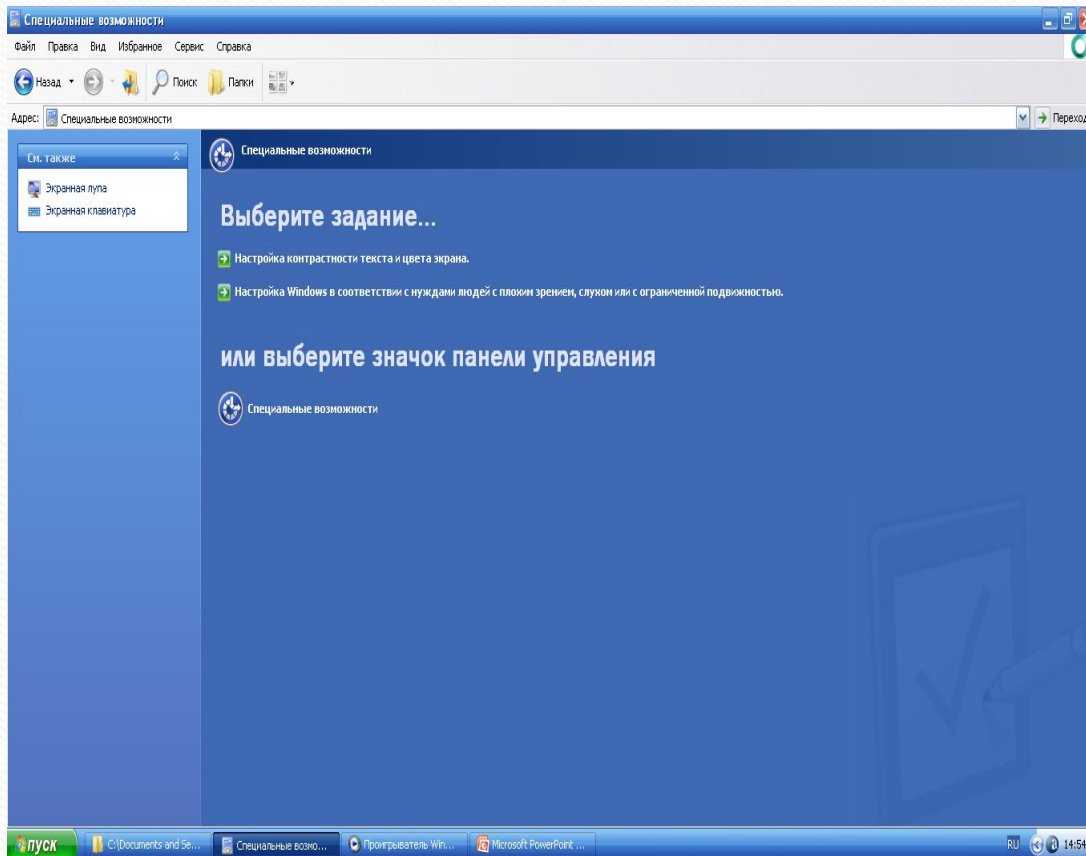 Специальные возможности
Файл Правка Вид Избранное Сервис Справка
Назад Поиск Папки
Адрес: Специальные возможности Переход
См. также
Экранная лупа
Экранная клавиатура
Специальные возможности
Выберите задание...
Настройка контрастности текста и цвета экрана.
Настройка Windows в соответствии с нуждами людей с плохим зрением, слухом или с ограниченной подвижностью.
или выберите значок панели управления
Специальные возможности
пуск C:\Documents and Se... Специальные возмо... Проигрыватель Win... Microsoft PowerPoint ... RU 14:54